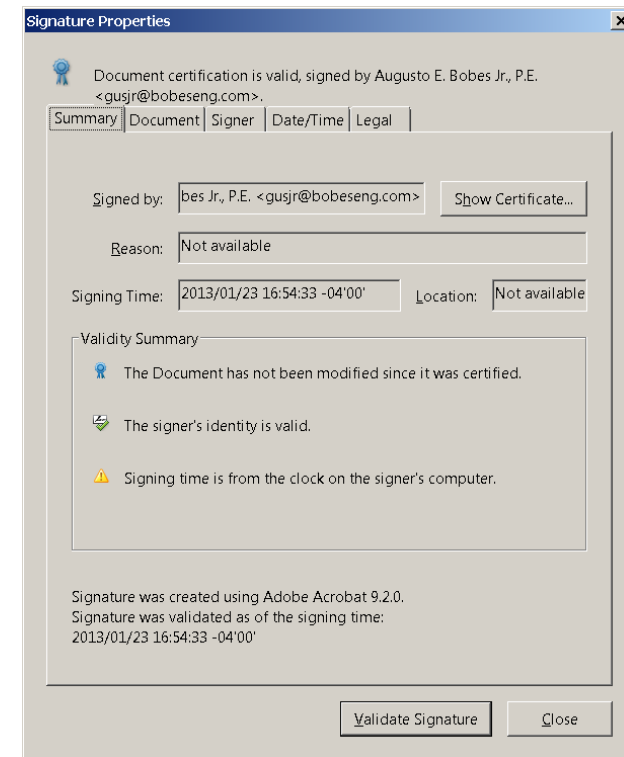 Signature Properties
Document certification is valid, signed by Augusto E. Bobes Jr., P.E.
<gusjr@bobeseng.com>.
Summary Document Signer Date/Time Legal
Signed by: bes Jr., P.E. <gusjr@bobeseng.com> Show Certificate...
Reason: Not available
Signing Time: 2013/01/23 16:54:33 -04'00' Location: Not available
Validity Summary
The Document has not been modified since it was certified.
The signer's identity is valid.
Signing time is from the clock on the signer's computer.
Signature was created using Adobe Acrobat 9.2.0.
Signature was validated as of the signing time:
2013/01/23 16:54:33 -04'00'
Validate Signature Close